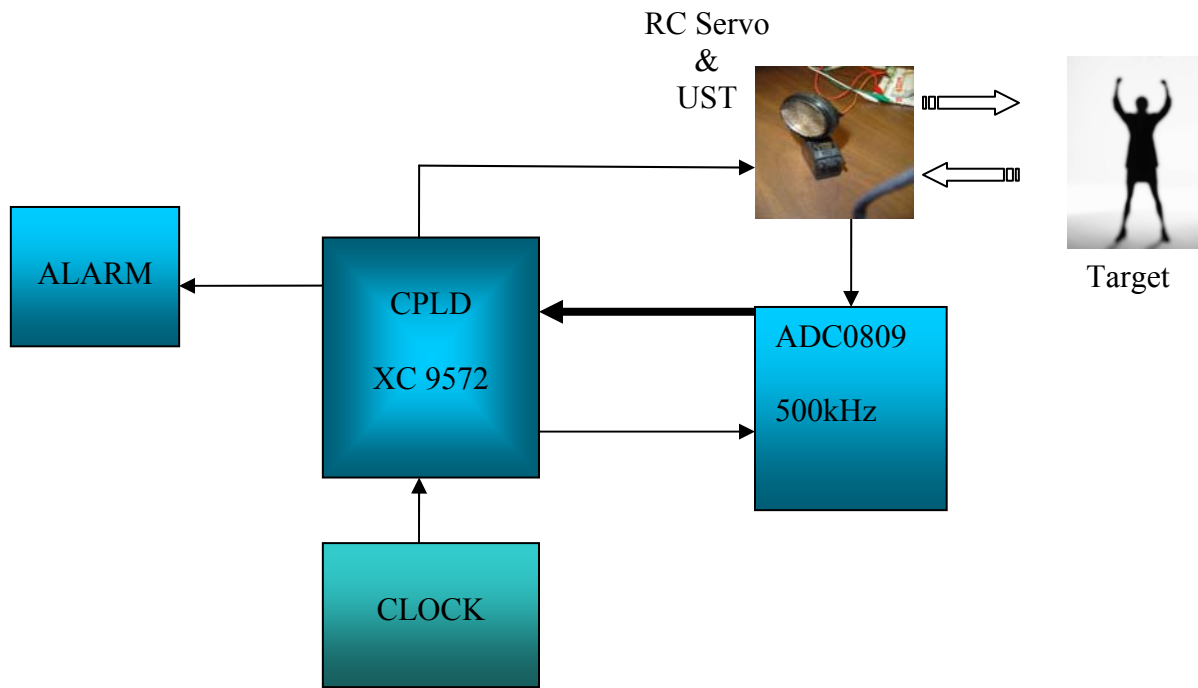 RC Servo
&
UST
Target
ALARM
CPLD
XC 9572
ADC0809
500kHz
CLOCK